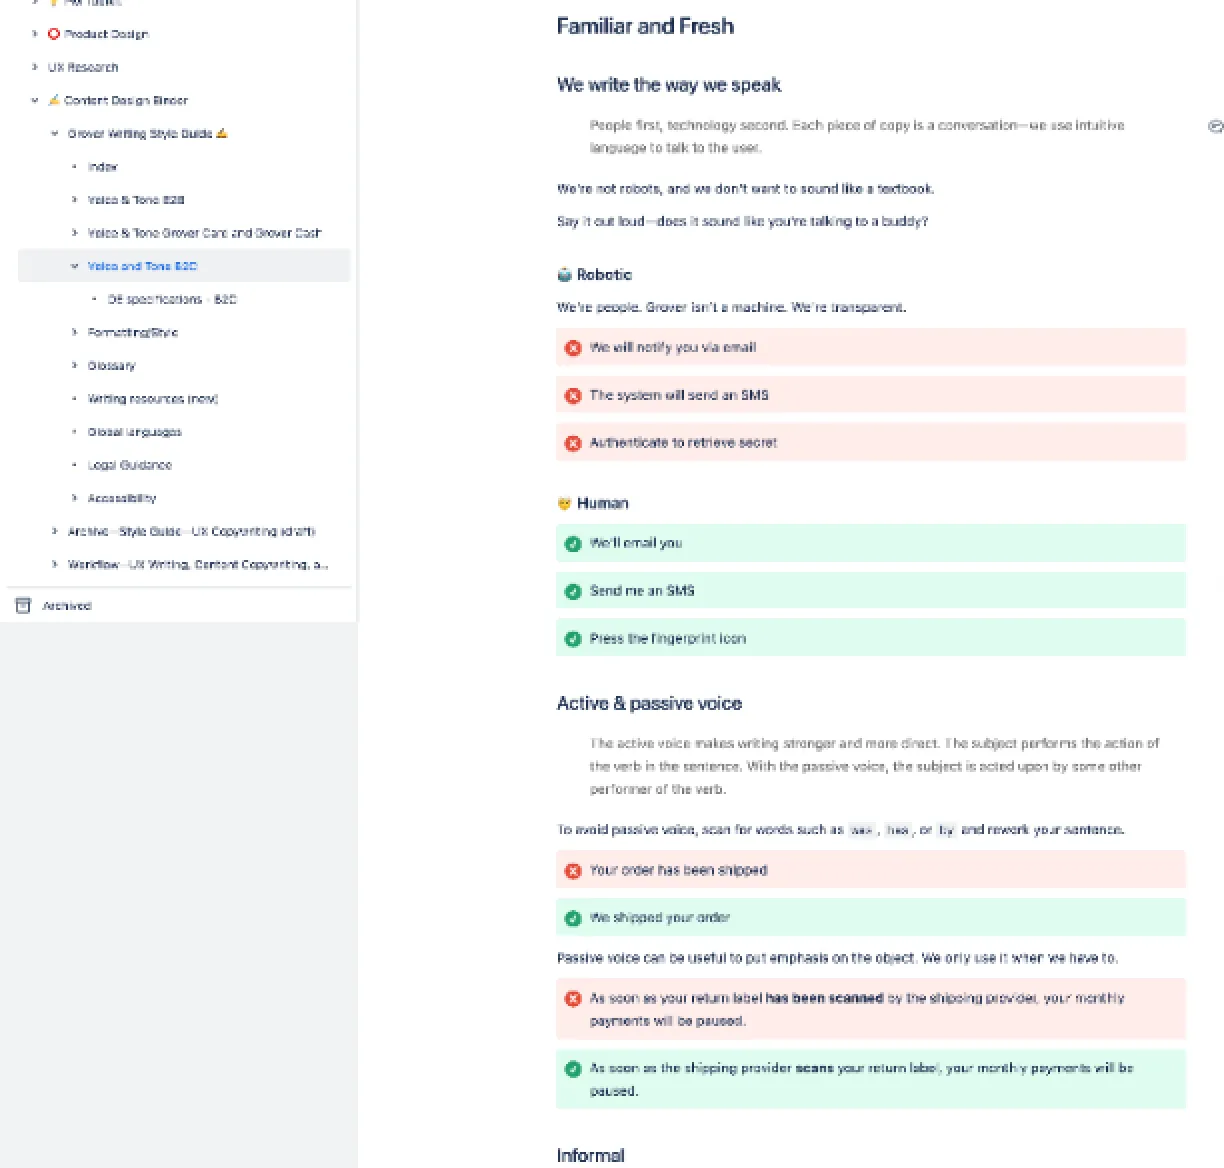 Product Design
UX Research
Content Design Binder
Grover Writing Style Guide
Index
Voice & Tone B2B
Voice & Tone Grover Care and Grover Cash
Voice and Tone B2C
DE specifications - B2C
Formatting/Style
Glossary
Writing resources (new)
Global languages
Legal Guidance
Accessibility
Archive—Style Guide—UX Copywriting (draft)
Workflow—UX Writing, Content Copywriting, a...
Archived
Familiar and Fresh
We write the way we speak
People first, technology second. Each piece of copy is a conversation—we use intuitive
language to talk to the user.
We're not robots, and we don't want to sound like a textbook.
Say it out loud—does it sound like you're talking to a buddy?
Robotic
We're people. Grover isn't a machine. We're transparent.
We will notify you via email
The system will send an SMS
Authenticate to retrieve secret
Human
We'll email you
Send me an SMS
Press the fingerprint icon
Active & passive voice
The active voice makes writing stronger and more direct. The subject performs the action of
the verb in the sentence. With the passive voice, the subject is acted upon by some other
performer of the verb.
To avoid passive voice, scan for words such as was, has, or by and rework your sentence.
Your order has been shipped
We shipped your order
Passive voice can be useful to put emphasis on the object. We only use it when we have to.
As soon as your return label has been scanned by the shipping provider, your monthly
payments will be paused.
As soon as the shipping provider scans your return label, your monthly payments will be
paused.
Informal